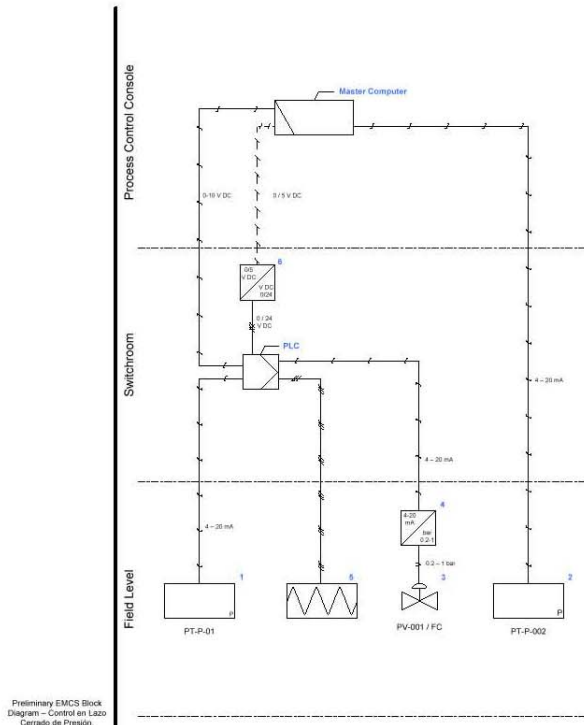 Process Control Console
Master Computer
0-10 V DC
0 / 5 V DC
6
0/5
V DC
V DC
0/24
0 / 24
V DC
PLC
Switchroom
4 – 20 mA
4 – 20 mA
4
4-20
mA
bar
0.2-1
4 – 20 mA
0.2 – 1 bar
Field Level
1
5
3
2
P
P
PT-P-01
PV-001 / FC
PT-P-002
Preliminary EMCS Block
Diagram – Control en Lazo
Cerrado de Presión